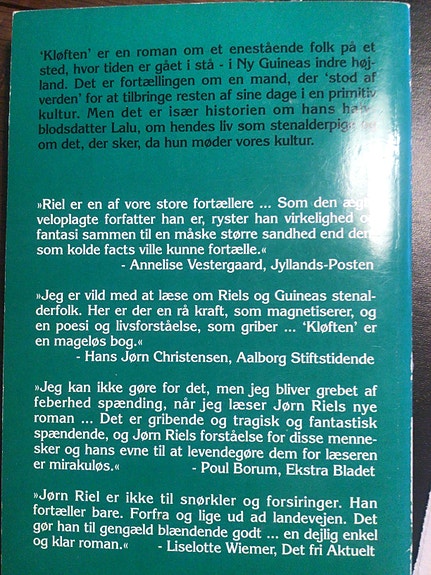 'Kløften' er en roman om et enestående folk på et
sted, hvor tiden er gået i stå - i Ny Guineas indre høj-
land. Det er fortællingen om en mand, der 'stod af
verden' for at tilbringe resten af sine dage i en primitiv
kultur. Men det er især historien om hans
blodsdatter Lalu, om hendes liv som stenalderpige
om det, der sker, da hun møder vores kultur.
»Riel er en af vore store fortællere ... Som den
veloplagte forfatter han er, ryster han virkelighed
fantasi sammen til en måske større sandhed end
som kolde facts ville kunne fortælle.«
- Annelise Vestergaard, Jyllands-Posten
»Jeg er vild med at læse om Riels og Guineas stenal-
derfolk. Her er der en rå kraft, som magnetiserer, og
en poesi og livsforståelse, som griber ... 'Kløften' er
en mageløs bog.«
- Hans Jørn Christensen, Aalborg Stiftstidende
»Jeg kan ikke gøre for det, men jeg bliver grebet af
feberhed spænding, når jeg læser Jørn Riels nye
roman ... Det er gribende og tragisk og fantastisk
spændende, og Jørn Riels forståelse for disse menne-
sker og hans evne til at levendegøre dem for læseren
er mirakuløs.« - Poul Borum, Ekstra Bladet
»Jørn Riel er ikke til snørkler og forsiringer. Han
fortæller bare. Forfra og lige ud ad landevejen. Det
gør han til gengæld blændende godt ... en dejlig enkel
og klar roman.« - Liselotte Wiemer, Det fri Aktuelt